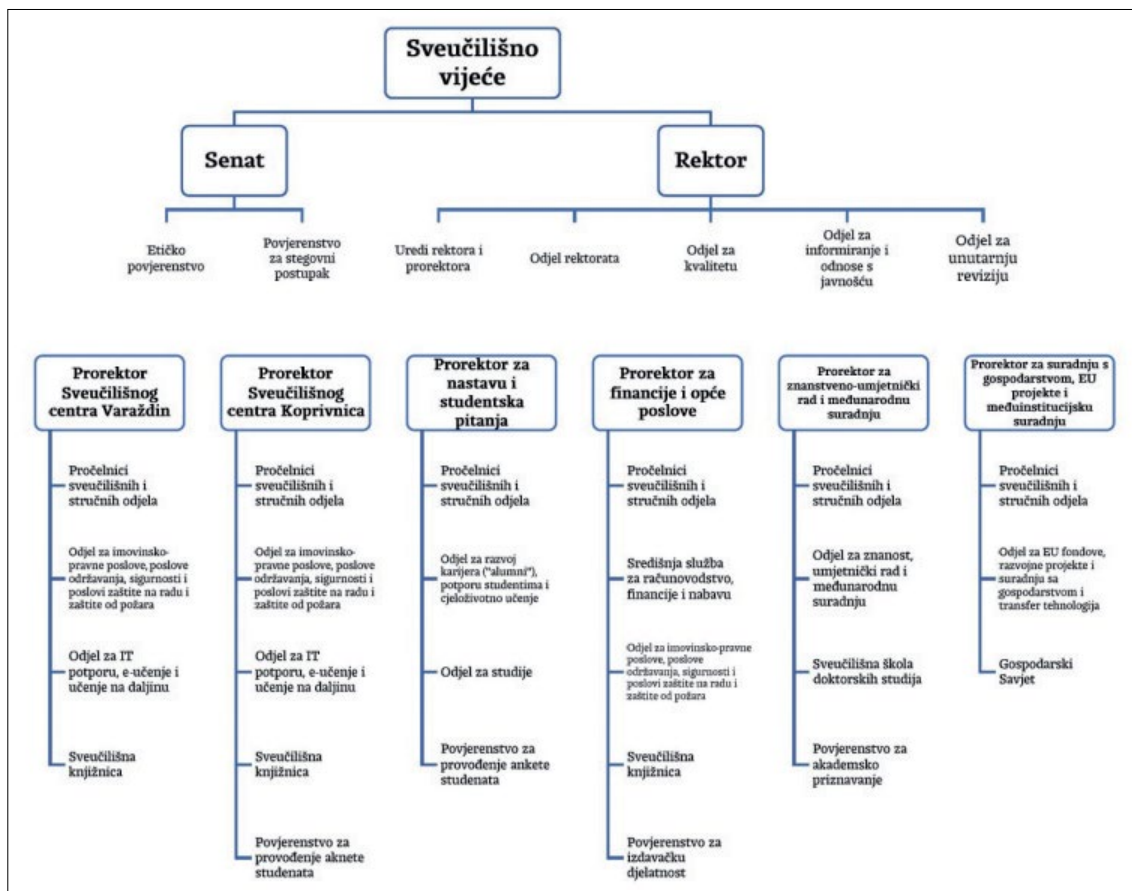 Sveučilišno
vijeće
Senat
Rektor
Etičko
povjerenstvo
Povjerenstvo
za stegovni
postupak
Uredi rektora i
prorektora
Odjel rektorata
Odjel za
kvalitetu
Odjel za
informiranje i
odnose s
javnošću
Odjel za
unutarnju
reviziju
Prorektor
Sveučilišnog
centra Varaždin
Pročelnici
sveučilišnih i
stručnih odjela
Odjel za imovinsko-
pravne poslove, poslove
održavanja, sigurnosti i
poslovi zaštite na radu i
zaštite od požara
Odjel za IT
potporu, e-učenje i
učenje na daljinu
Sveučilišna
knjižnica
Prorektor
Sveučilišnog
centra Koprivnica
Pročelnici
sveučilišnih i
stručnih odjela
Odjel za imovinsko-
pravne poslove, poslove
održavanja, sigurnosti i
poslovi zaštite na radu i
zaštite od požara
Odjel za IT
potporu, e-učenje i
učenje na daljinu
Sveučilišna
knjižnica
Povjerenstvo za
provođenje aknete
studenata
Prorektor za
nastavu i
studentska
pitanja
Pročelnici
sveučilišnih i
stručnih odjela
Odjel za razvoj
karijera ("alumni"),
potporu studentima i
cjeloživotno učenje
Odjel za studije
Povjerenstvo za
provođenje ankete
studenata
Prorektor za
financije i opće
poslove
Pročelnici
sveučilišnih i
stručnih odjela
Središnja služba
za računovodstvo,
financije i nabavu
Odjel za imovinsko-pravne
poslove, poslove
održavanja, sigurnosti i
poslovi zaštite na radu i
zaštite od požara
Sveučilišna
knjižnica
Povjerenstvo za
izdavačku
djelatnost
Prorektor za
znanstveno-umjetnički
rad i međunarodnu
suradnju
Pročelnici
sveučilišnih i
stručnih odjela
Odjel za znanost,
umjetnički rad i
međunarodnu
suradnju
Sveučilišna škola
doktorskih studija
Povjerenstvo za
akademsko
priznavanje
Prorektor za suradnju s
gospodarstvom, EU
projekte i
međuinstitucijsku
suradnju
Pročelnici
sveučilišnih i
stručnih odjela
Odjel za EU fondove,
razvojne projekte i
suradnju sa
gospodarstvom i
transfer tehnologija
Gospodarski
Savjet